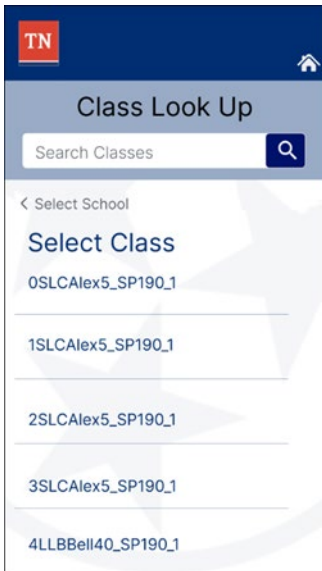 TN
Class Look Up
Search Classes
Select School
Select Class
0SLCAlex5_SP190_1
1SLCAlex5_SP190_1
2SLCAlex5_SP190_1
3SLCAlex5_SP190_1
4LLBBell40_SP190_1